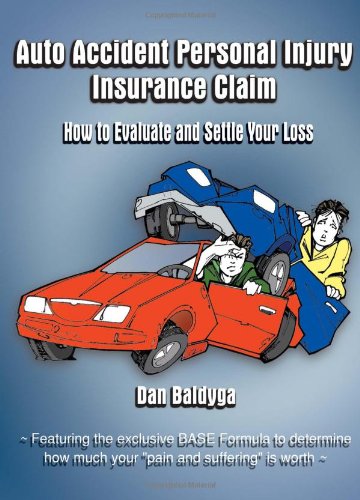 Auto Accident Personal Injury
Insurance Claim
How to Evaluate and Settle Your Loss
Dan Baldyga
~ Featuring the exclusive BASE Formula to determine
how much your "pain and suffering" is worth ~